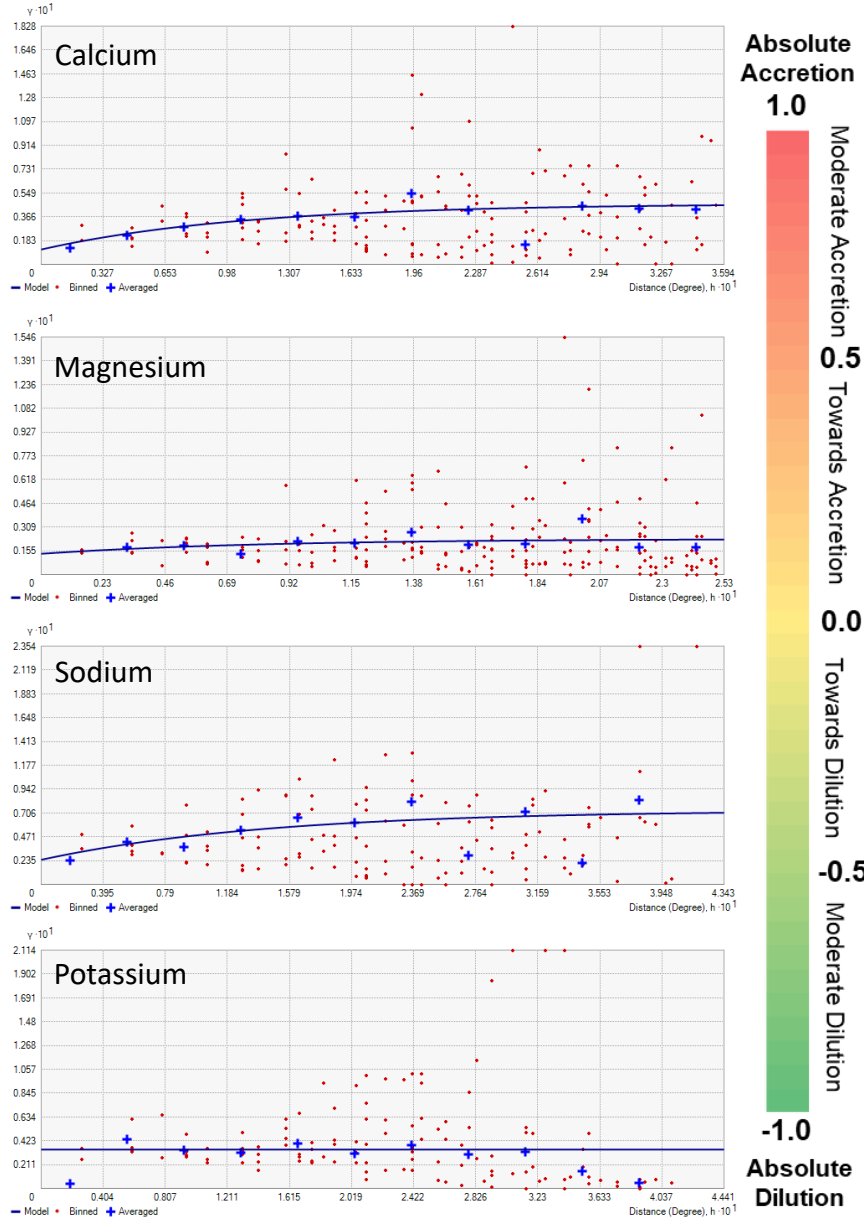 γ ·10¹
Calcium
1.828
1.646
1.463
1.28
1.097
0.914
0.731
0.549
0.366
0.183
0 0.327 0.653 0.98 1.307 1.633 1.96 2.287 2.614 2.94 3.267 3.594
Model Binned Averaged Distance (Degree), h ·10¹
γ ·10¹
Magnesium
1.546
1.391
1.236
1.082
0.927
0.773
0.618
0.464
0.309
0.155
0 0.23 0.46 0.69 0.92 1.15 1.38 1.61 1.84 2.07 2.3 2.53
Model Binned Averaged Distance (Degree), h ·10¹
γ ·10¹
Sodium
2.354
2.119
1.883
1.648
1.413
1.177
0.942
0.706
0.471
0.235
0 0.395 0.79 1.184 1.579 1.974 2.369 2.764 3.159 3.553 3.948 4.343
Model Binned Averaged Distance (Degree), h ·10¹
γ ·10¹
Potassium
2.114
1.902
1.691
1.48
1.268
1.057
0.845
0.634
0.423
0.211
0 0.404 0.807 1.211 1.615 2.019 2.422 2.826 3.23 3.633 4.037 4.441
Model Binned Averaged Distance (Degree), h ·10¹
Absolute
Accretion
1.0
Moderate Accretion
0.5
Towards Accretion
0.0
Towards Dilution
-0.5
Moderate Dilution
-1.0
Absolute
Dilution